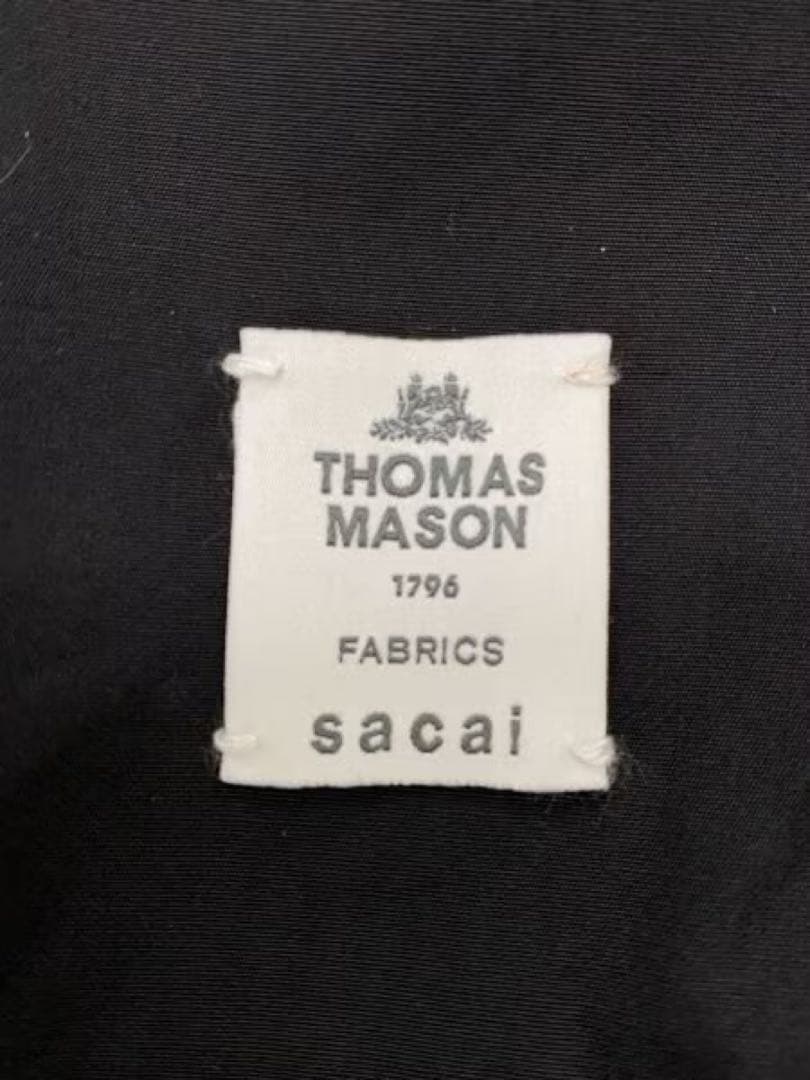 THOMAS
MASON
1796
FABRICS
sacai